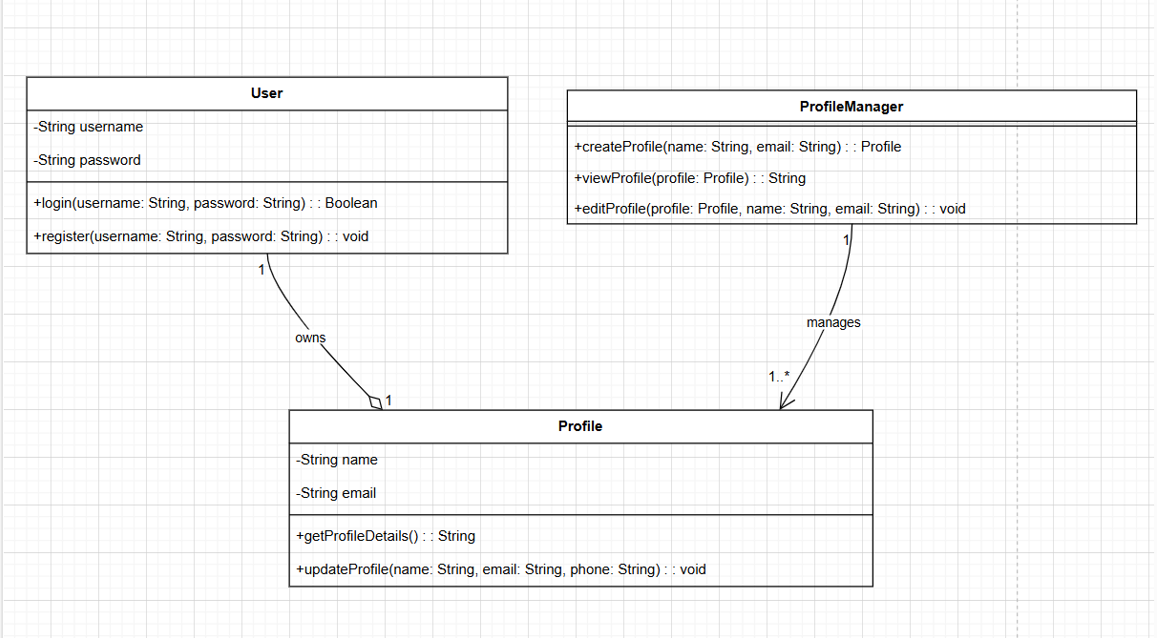 User
-String username
-String password
+login(username: String, password: String) : : Boolean
+register(username: String, password: String) : : void
ProfileManager
+createProfile(name: String, email: String) : : Profile
+viewProfile(profile: Profile) : : String
+editProfile(profile: Profile, name: String, email: String) : : void
1
owns
1
1
manages
1..*
Profile
-String name
-String email
+getProfileDetails() : : String
+updateProfile(name: String, email: String, phone: String) : : void